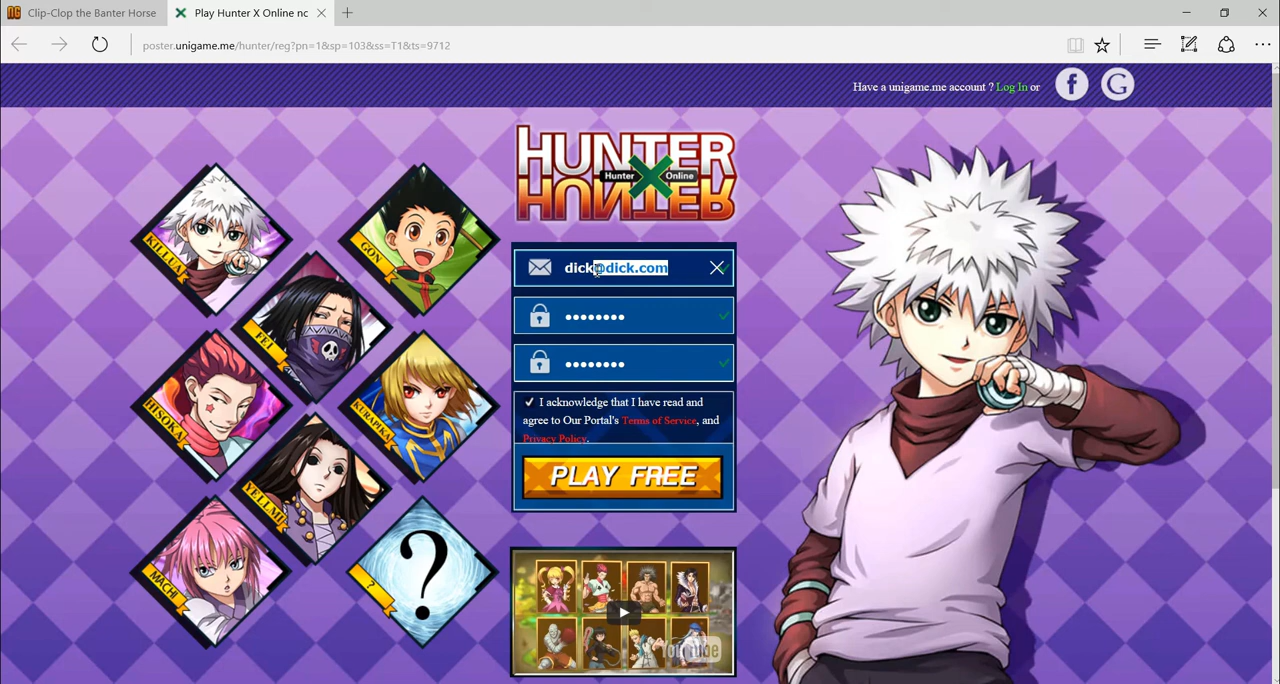 Clip-Clop the Banter Horse
Play Hunter X Online nc
poster.unigame.me/hunter/reg?pn=1&sp=103&ss=T1&ts=9712
Have a unigame.me account ? Log In or
f
G
HUNTER
Hunter X Online
HUNTER
KILLUA
GON
FEI
HISOKA
KURAPIKA
YELLMI
MACHI
?
?
dick@dick.com
••••••••
••••••••
I acknowledge that I have read and
agree to Our Portal's Terms of Service, and
Privacy Policy.
PLAY FREE
YouTube